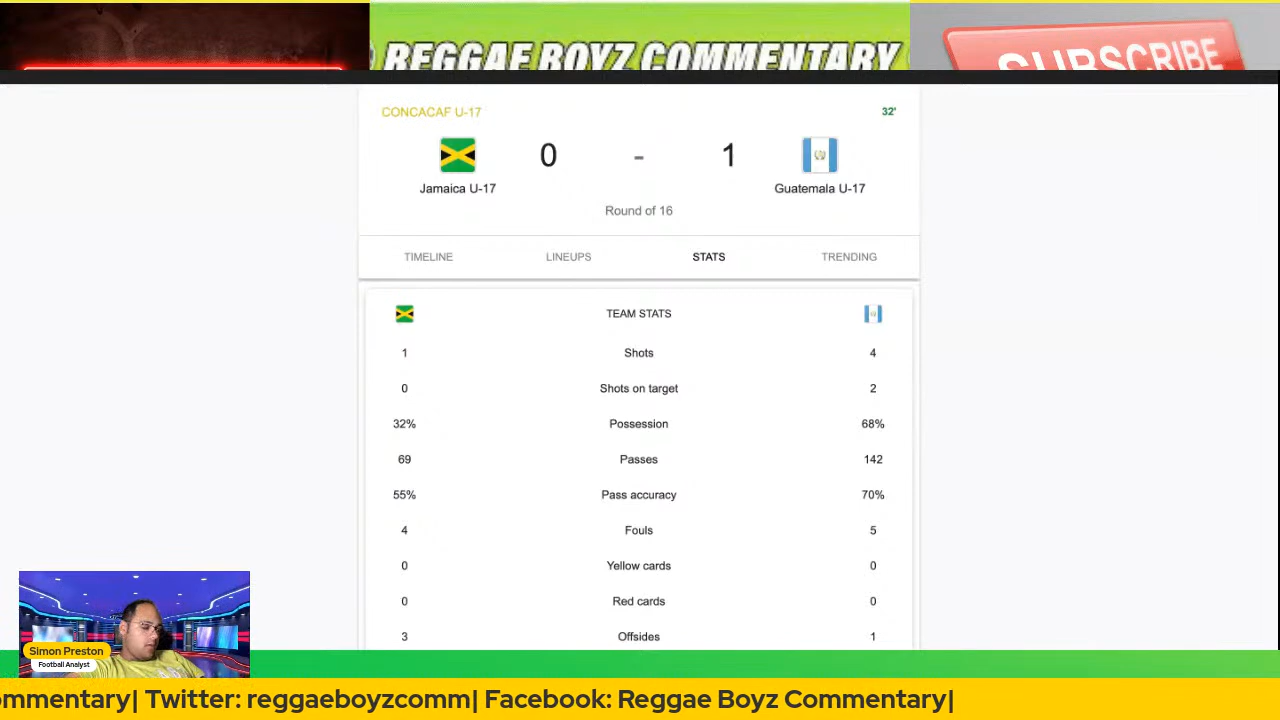 REGGAE BOYZ COMMENTARY
SUBSCRIBE
CONCACAF U-17
32'
0 - 1
Jamaica U-17
Guatemala U-17
Round of 16
TIMELINE LINEUPS STATS TRENDING
TEAM STATS
1 Shots 4
0 Shots on target 2
32% Possession 68%
69 Passes 142
55% Pass accuracy 70%
4 Fouls 5
0 Yellow cards 0
0 Red cards 0
3 Offsides 1
Simon Preston
Football Analyst
ommentary| Twitter: reggaeboyzcomm| Facebook: Reggae Boyz Commentary|